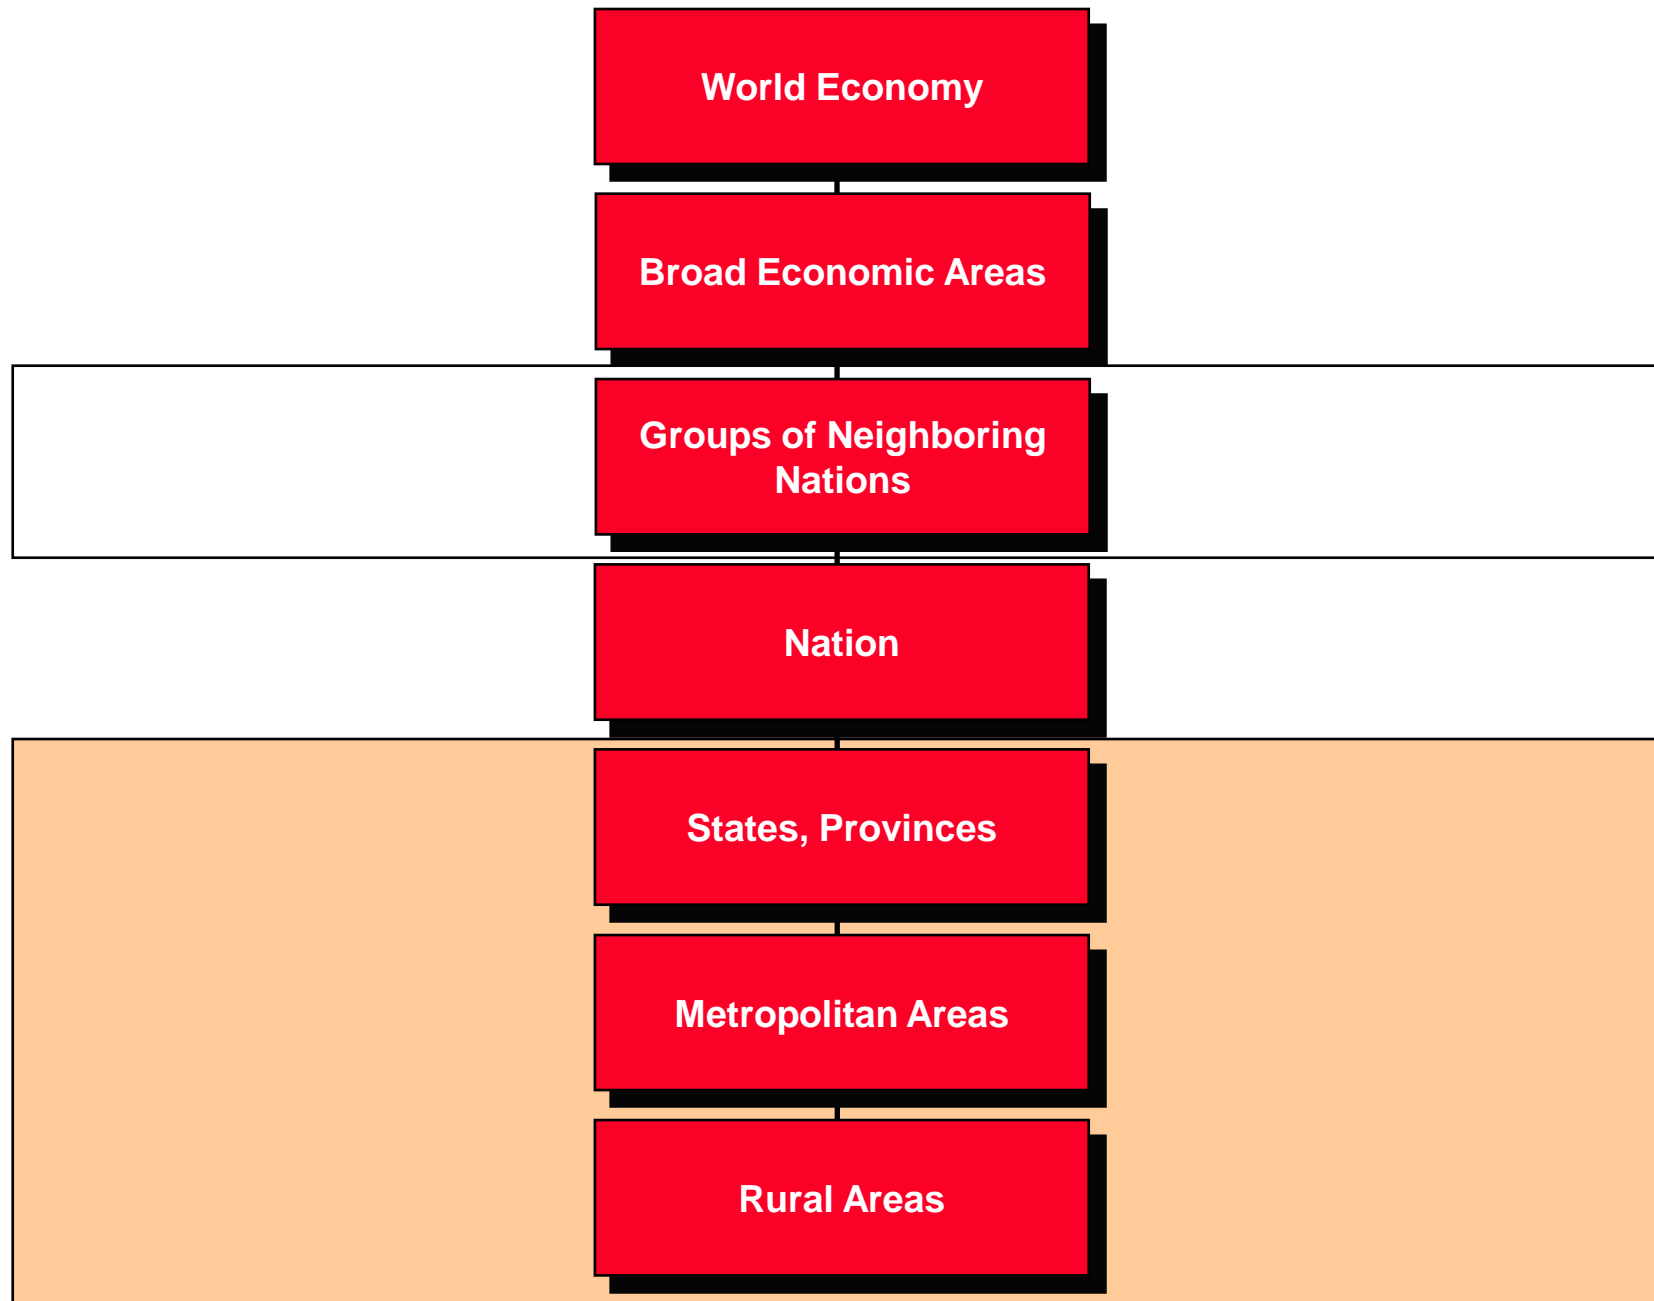 World Economy
Broad Economic Areas
Groups of Neighboring
Nations
Nation
States, Provinces
Metropolitan Areas
Rural Areas